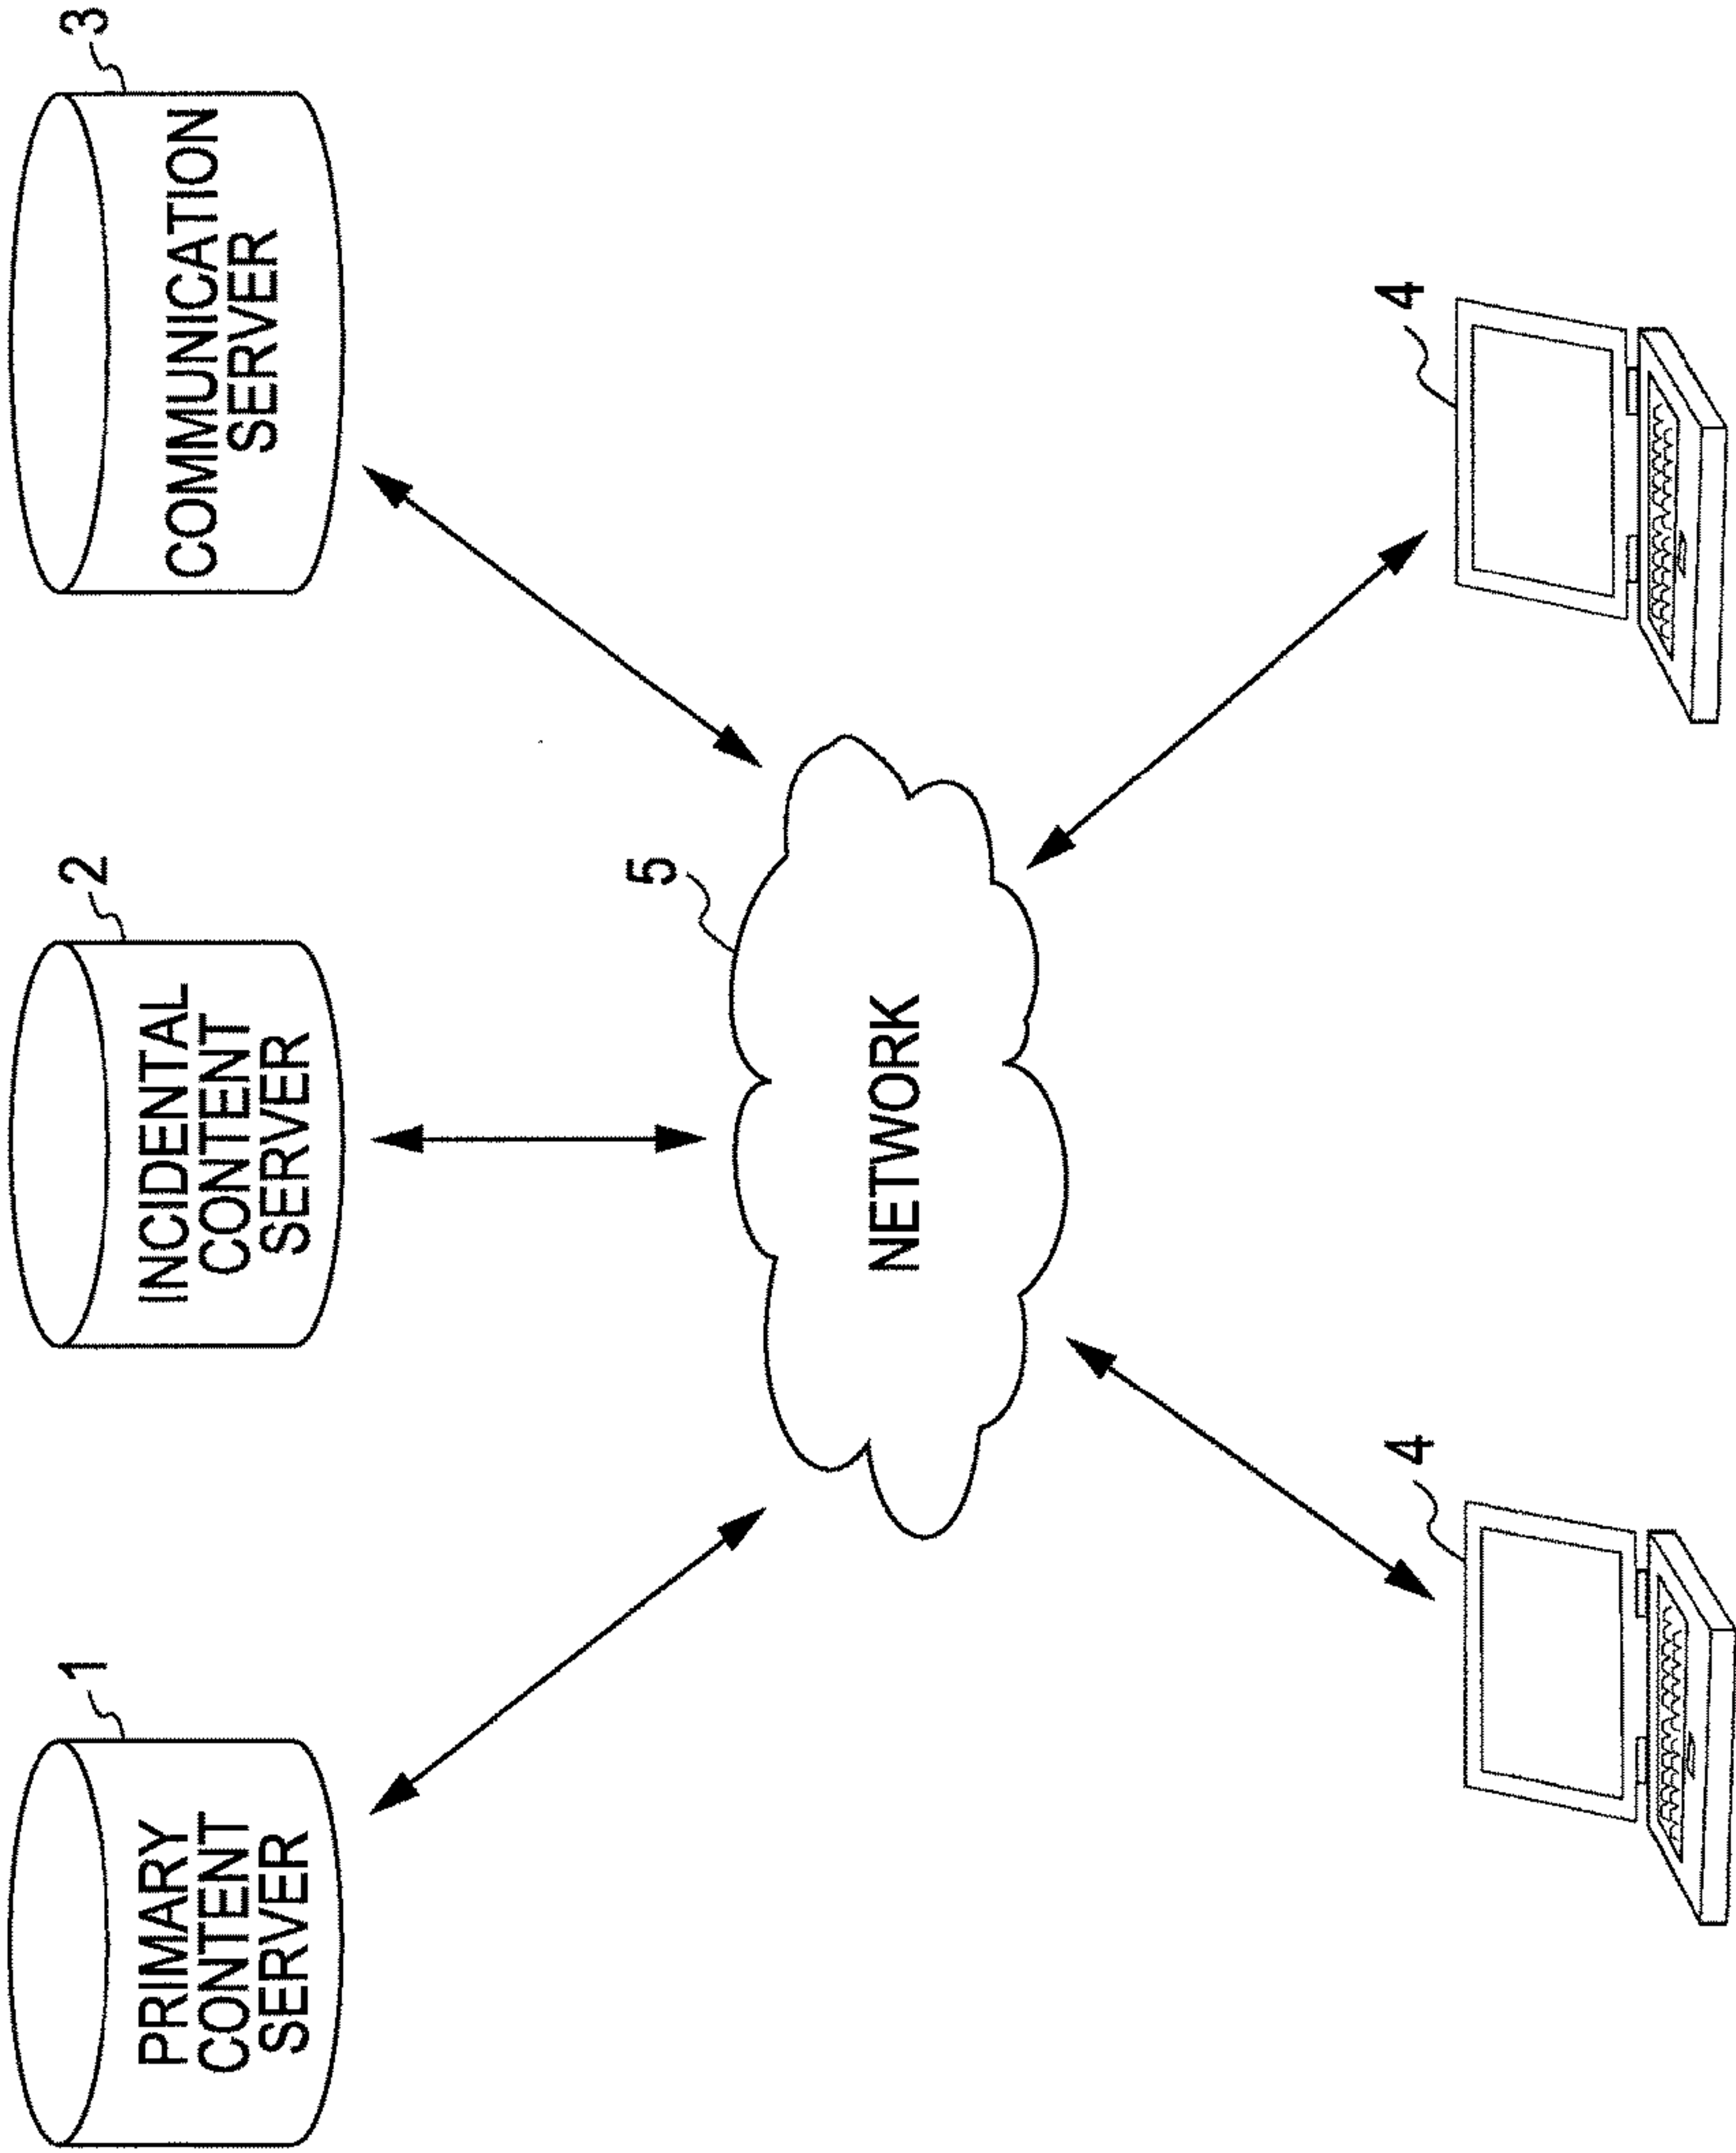 1
PRIMARY
CONTENT
SERVER
2
INCIDENTAL
CONTENT
SERVER
3
COMMUNICATION
SERVER
5
NETWORK
4
4